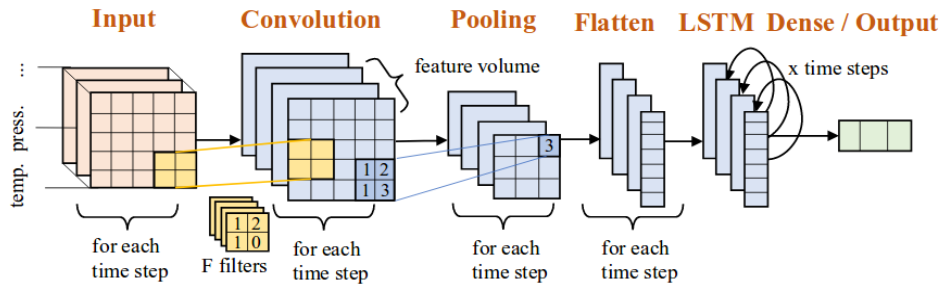 Input
Convolution
Pooling
Flatten
LSTM
Dense / Output
...
press.
temp.
feature volume
x time steps
3
1 2
1 3
1 2
1 0
F filters
for each
time step
for each
time step
for each
time step
for each
time step